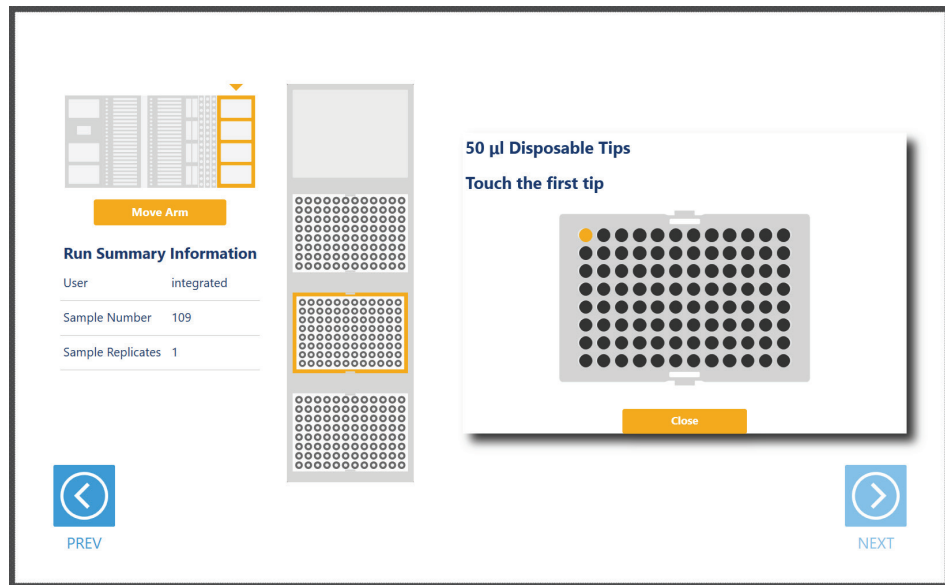 Move Arm
Run Summary Information
User integrated
Sample Number 109
Sample Replicates 1
50 µl Disposable Tips
Touch the first tip
Close
PREV
NEXT